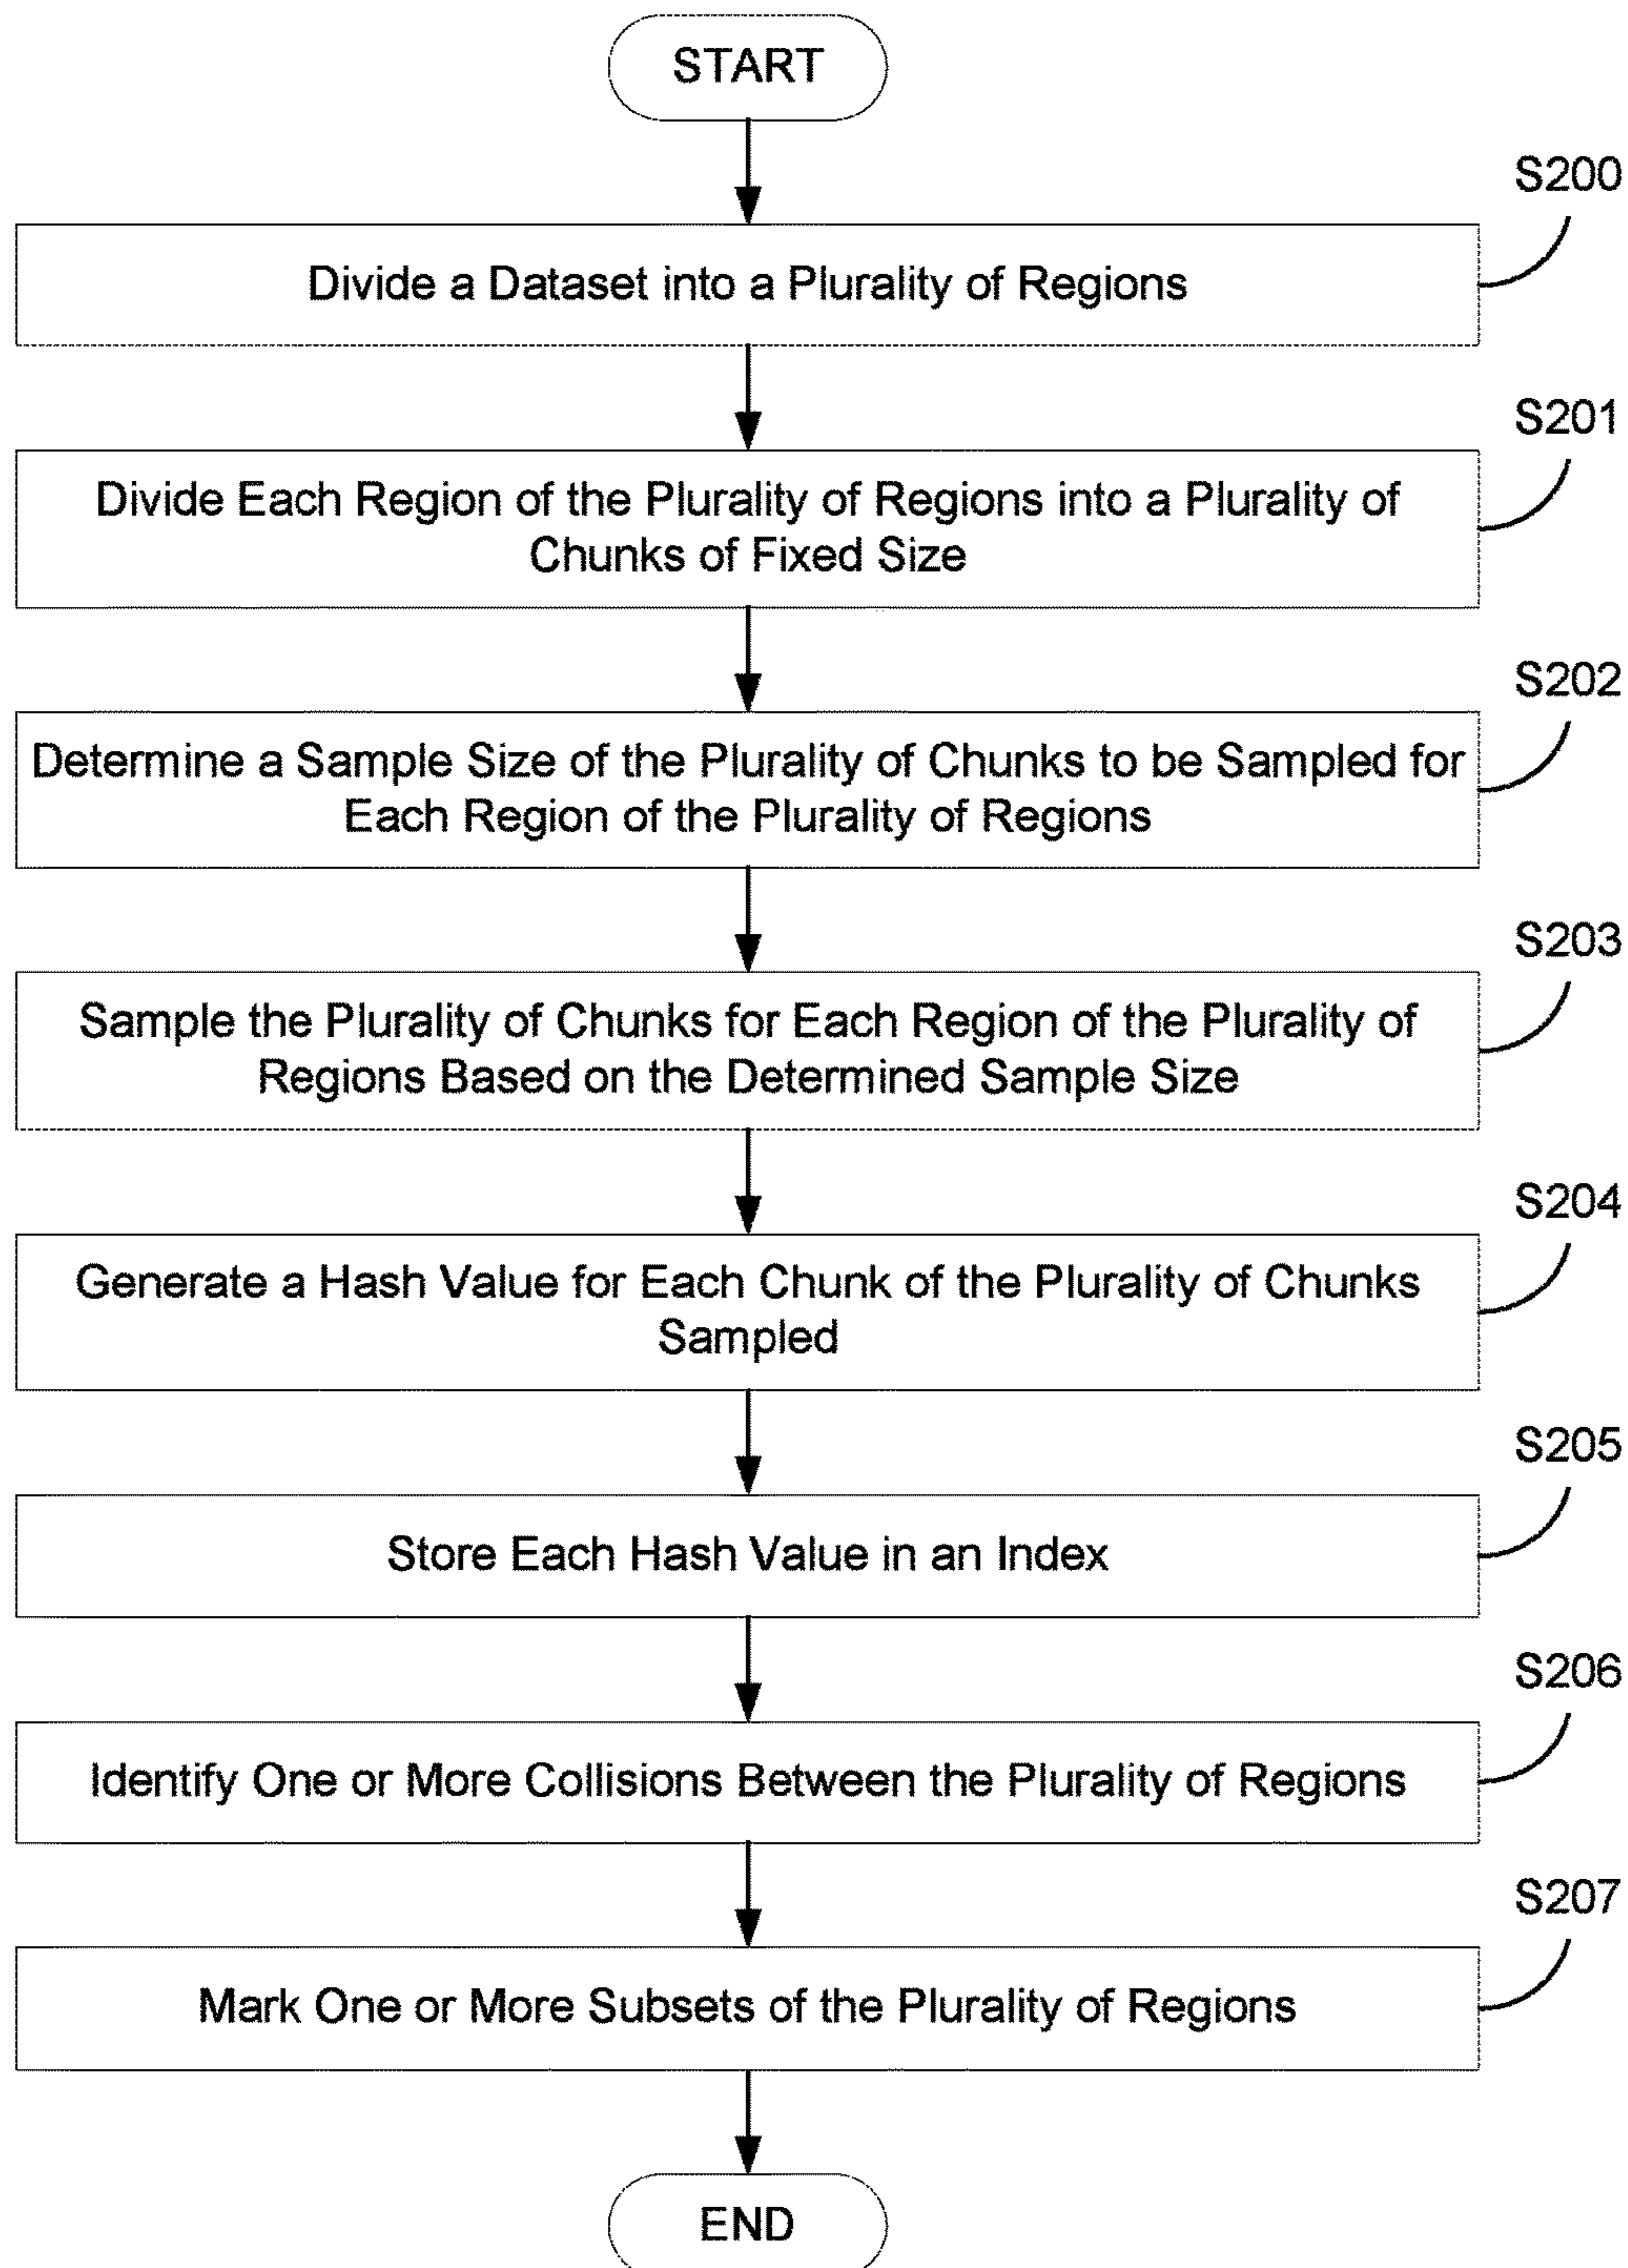 START
S200
Divide a Dataset into a Plurality of Regions
S201
Divide Each Region of the Plurality of Regions into a Plurality of
Chunks of Fixed Size
S202
Determine a Sample Size of the Plurality of Chunks to be Sampled for
Each Region of the Plurality of Regions
S203
Sample the Plurality of Chunks for Each Region of the Plurality of
Regions Based on the Determined Sample Size
S204
Generate a Hash Value for Each Chunk of the Plurality of Chunks
Sampled
S205
Store Each Hash Value in an Index
S206
Identify One or More Collisions Between the Plurality of Regions
S207
Mark One or More Subsets of the Plurality of Regions
END